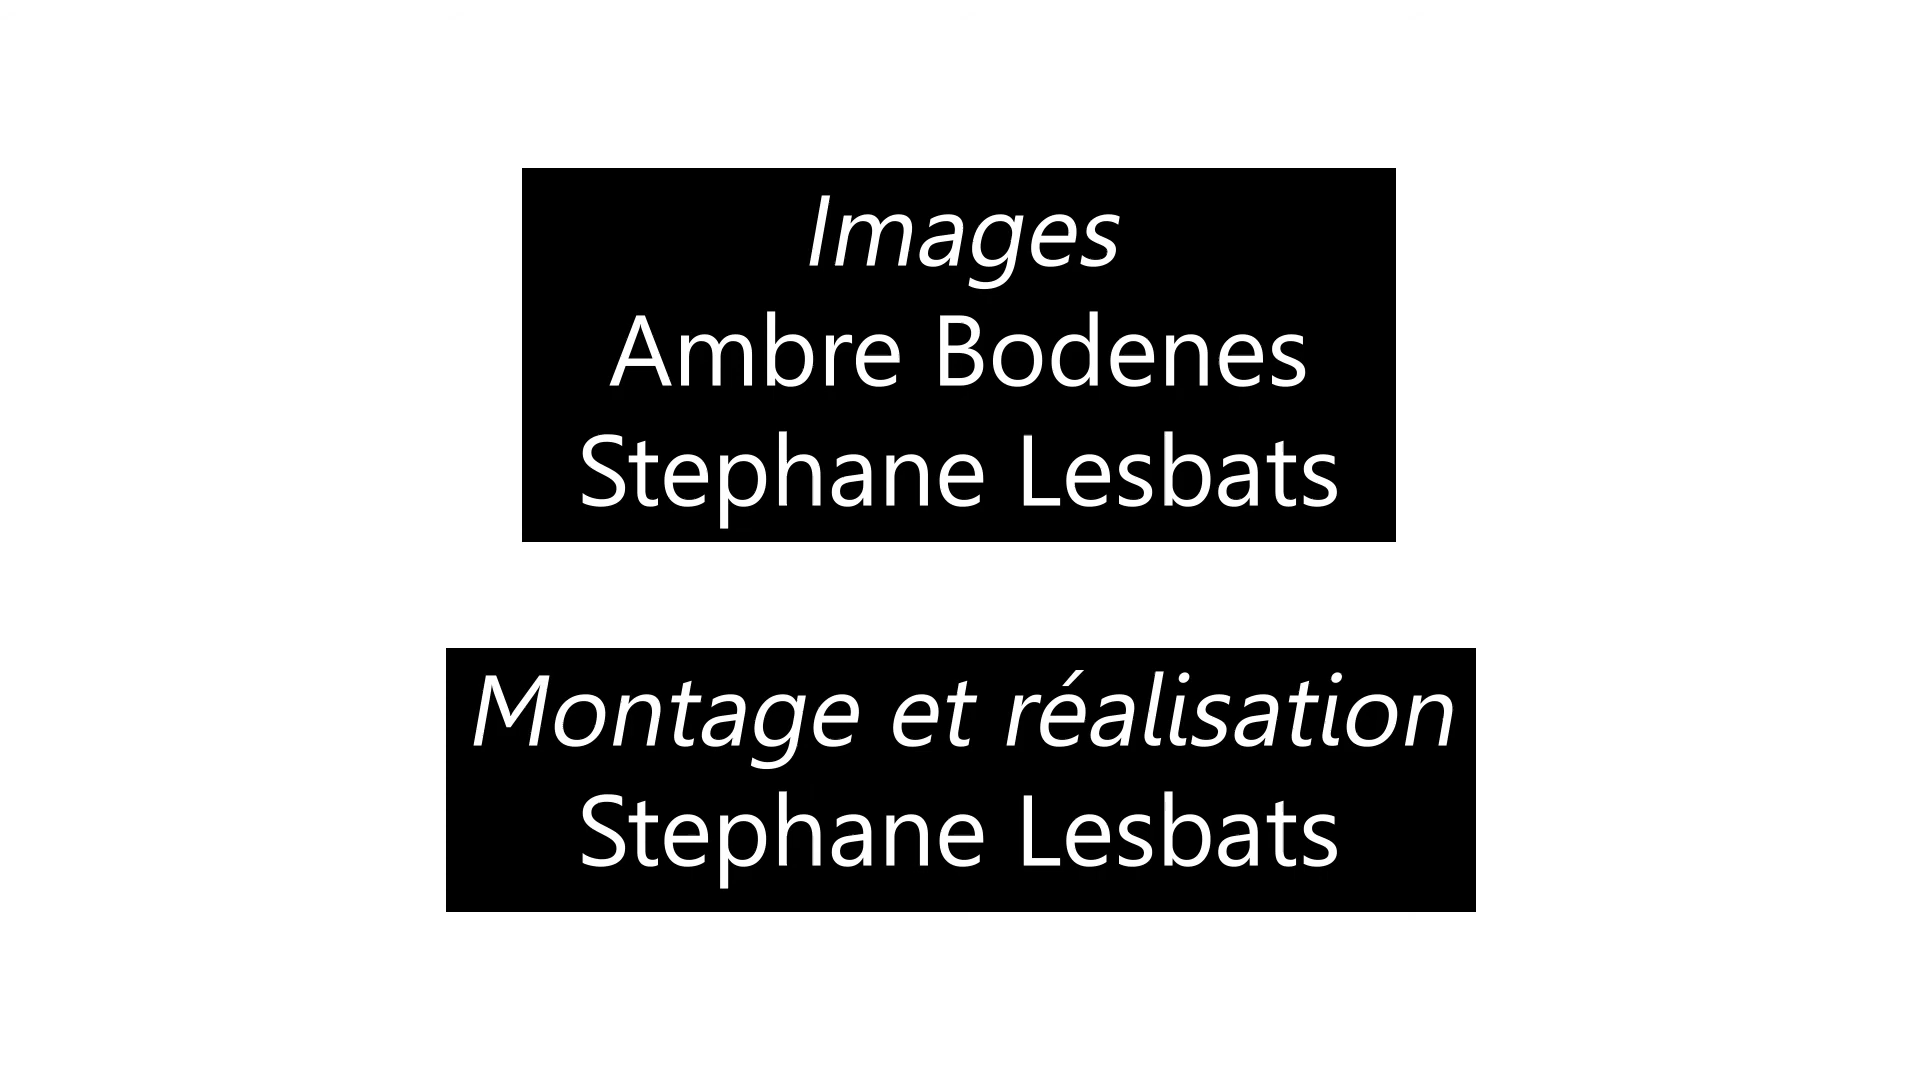 Images
Ambre Bodenes
Stephane Lesbats
Montage et réalisation
Stephane Lesbats